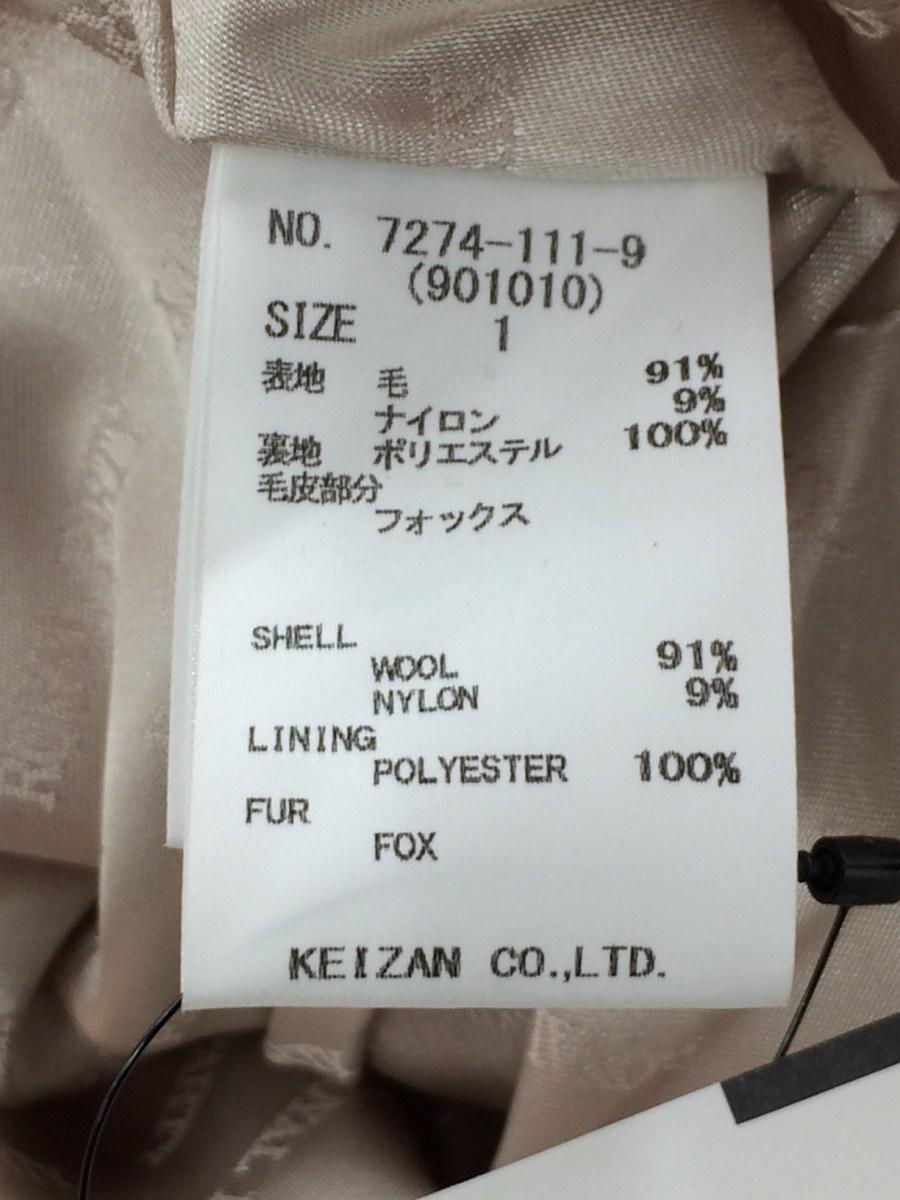 NO. 7274-111-9
(901010)
SIZE 1
表地 毛 91%
ナイロン 9%
裏地 ポリエステル 100%
毛皮部分
フォックス
SHELL
WOOL 91%
NYLON 9%
LINING
POLYESTER 100%
FUR
FOX
KEIZAN CO.,LTD.